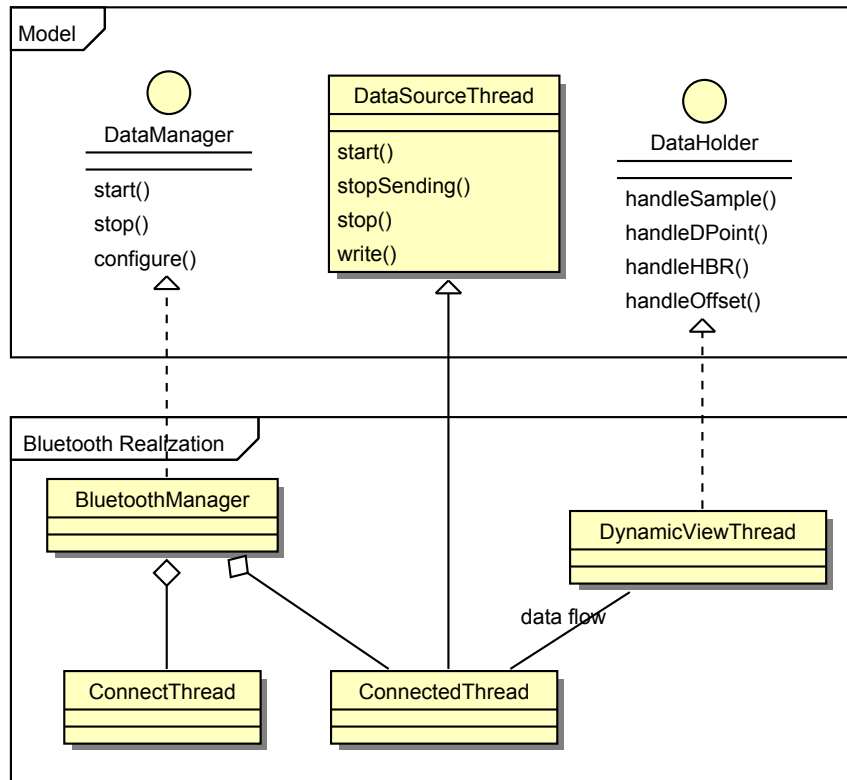 Model
DataManager
start()
stop()
configure()
DataSourceThread
start()
stopSending()
stop()
write()
DataHolder
handleSample()
handleDPoint()
handleHBR()
handleOffset()
Bluetooth Realization
BluetoothManager
DynamicViewThread
data flow
ConnectThread
ConnectedThread